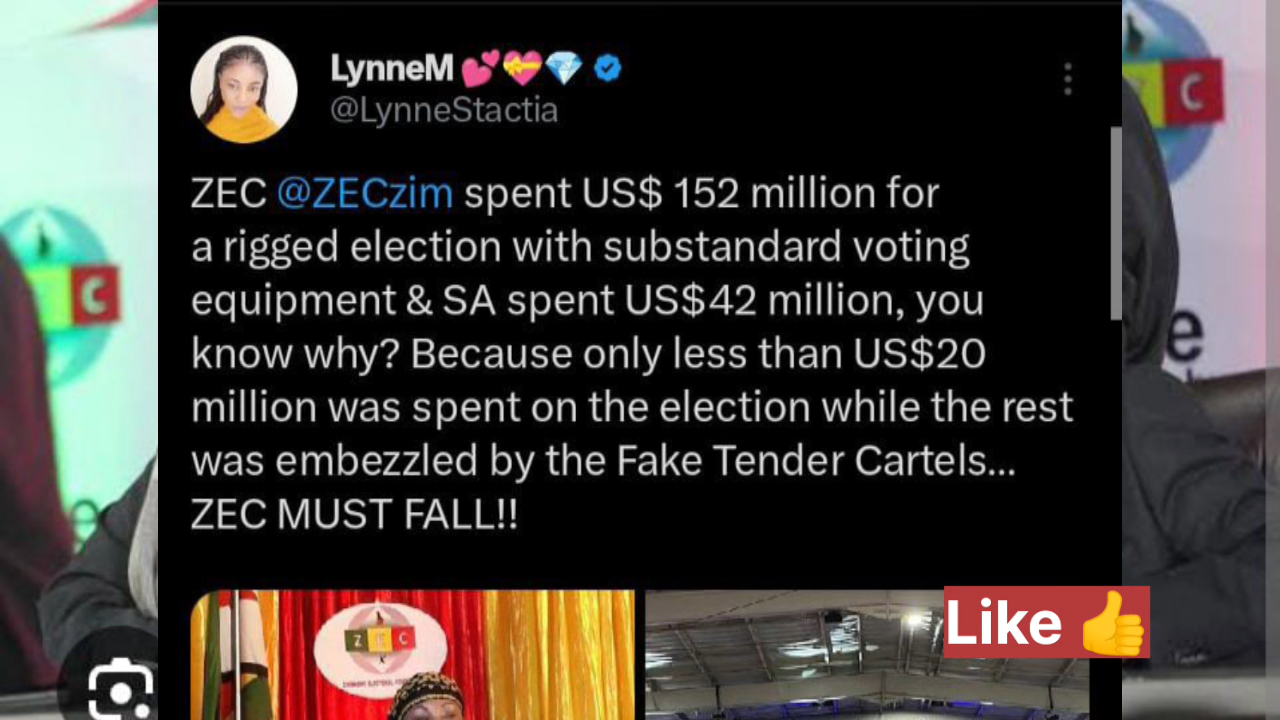 LynneM 💕💝💎
@LynneStactia
ZEC @ZECzim spent US$ 152 million for
a rigged election with substandard voting
equipment & SA spent US$42 million, you
know why? Because only less than US$20
million was spent on the election while the rest
was embezzled by the Fake Tender Cartels...
ZEC MUST FALL!!
Like 👍
Z E C
C
C
e
e